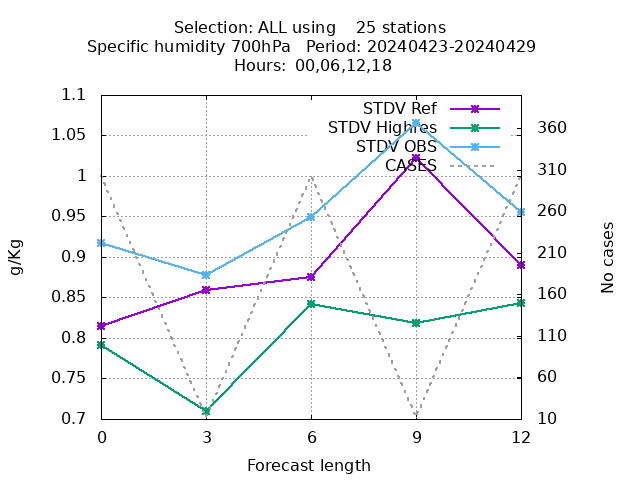 Selection: ALL using    25 stations
Specific humidity 700hPa   Period: 20240423-20240429
Hours: 00,06,12,18
STDV Ref
STDV Highres
STDV OBS
CASES
1.1
1.05
1
0.95
0.9
0.85
0.8
0.75
0.7
g/Kg
360
310
260
210
160
110
60
10
No cases
0 3 6 9 12
Forecast length